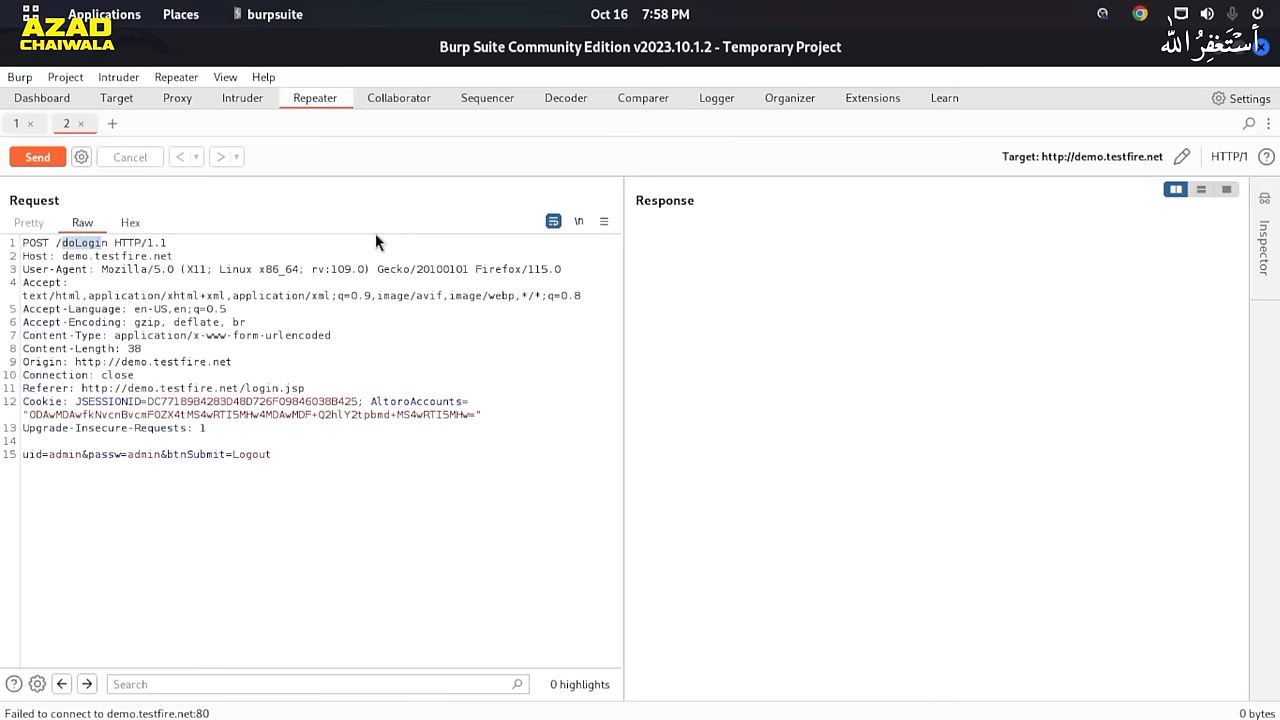 Applications Places burpsuite Oct 16 7:58 PM
AZAD
CHAIWALA
أستغفر الله
Burp Suite Community Edition v2023.10.1.2 - Temporary Project
Burp Project Intruder Repeater View Help
Dashboard Target Proxy Intruder Repeater Collaborator Sequencer Decoder Comparer Logger Organizer Extensions Learn Settings
1 × 2 × +
Send Cancel < > Target: http://demo.testfire.net HTTP/1
Request
Response
Pretty Raw Hex \n
1 POST /doLogin HTTP/1.1
2 Host: demo.testfire.net
3 User-Agent: Mozilla/5.0 (X11; Linux x86_64; rv:109.0) Gecko/20100101 Firefox/115.0
4 Accept:
text/html,application/xhtml+xml,application/xml;q=0.9,image/avif,image/webp,*/*;q=0.8
5 Accept-Language: en-US,en;q=0.5
6 Accept-Encoding: gzip, deflate, br
7 Content-Type: application/x-www-form-urlencoded
8 Content-Length: 38
9 Origin: http://demo.testfire.net
10 Connection: close
11 Referer: http://demo.testfire.net/login.jsp
12 Cookie: JSESSIONID=DC77189B4283D48D726F09846038B425; AltoroAccounts=
"ODAwMDAwfkNvcnBvcmF0ZX4tMS4wRTI5MHw4MDAwMDF+Q2hlY2tpbmd+MS4wRTI5MHw="
13 Upgrade-Insecure-Requests: 1
14
15 uid=admin&passw=admin&btnSubmit=Logout
Inspector
Search 0 highlights
Failed to connect to demo.testfire.net:80 0 bytes